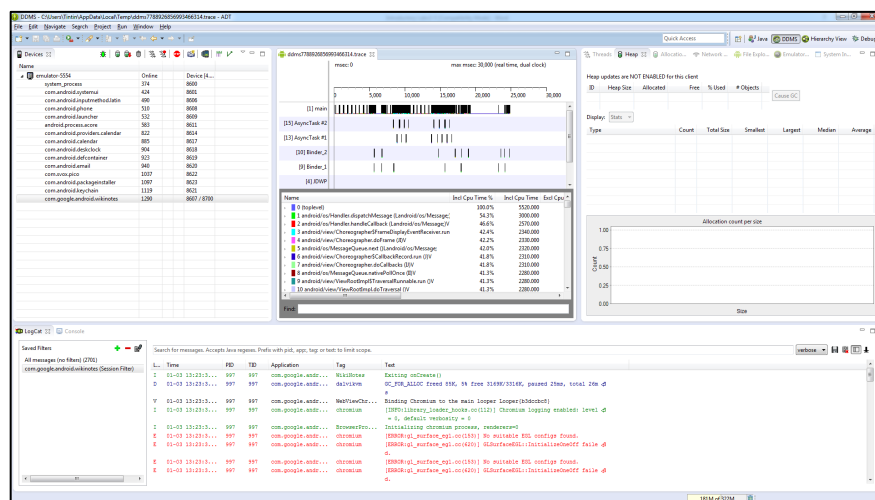 DDMS - C:\Users\Tintin\AppData\Local\Temp\ddms7788926856993466314.trace - ADT
File Edit Navigate Search Project Run Window Help
Quick Access
Java
DDMS
Hierarchy View
Debug
Devices
Name
emulator-5554 Online Device [4....
system_process 374 8600
com.android.systemui 424 8601
com.android.inputmethod.latin 490 8606
com.android.phone 510 8608
com.android.launcher 532 8609
android.process.acore 563 8611
com.android.providers.calendar 822 8614
com.android.calendar 885 8617
com.android.deskclock 904 8618
com.android.defcontainer 923 8619
com.android.email 940 8620
com.svox.pico 1037 8622
com.android.packageinstaller 1097 8623
com.android.keychain 1119 8621
com.google.android.wikinotes 1290 8607 / 8700
ddms7788926856993466314.trace
msec: 0 max msec: 30,000 (real time, dual clock)
0 5,000 10,000 15,000 20,000 25,000 30,000
[1] main
[15] AsyncTask #2
[13] AsyncTask #1
[10] Binder_2
[9] Binder_1
[4] JDWP
Name Incl Cpu Time % Incl Cpu Time Excl Cpu
0 (toplevel) 100.0% 5520.000
1 android/os/Handler.dispatchMessage (Landroid/os/Message; 54.3% 3000.000
2 android/os/Handler.handleCallback (Landroid/os/Message;)V 46.6% 2570.000
3 android/view/Choreographer$FrameDisplayEventReceiver.run 42.4% 2340.000
4 android/view/Choreographer.doFrame (JI)V 42.2% 2330.000
5 android/os/MessageQueue.next ()Landroid/os/Message; 42.0% 2320.000
6 android/view/Choreographer$CallbackRecord.run (J)V 41.8% 2310.000
7 android/view/Choreographer.doCallbacks (IJ)V 41.8% 2310.000
8 android/os/MessageQueue.nativePollOnce (II)V 41.3% 2280.000
9 android/view/ViewRootImpl$TraversalRunnable.run ()V 41.3% 2280.000
10 android/view/ViewRootImpl.doTraversal ()V 41.3% 2280.000
Find:
Threads Heap Allocatio... Network... File Explo... Emulator... System In...
Heap updates are NOT ENABLED for this client
ID Heap Size Allocated Free % Used # Objects
Cause GC
Display: Stats
Type Count Total Size Smallest Largest Median Average
Allocation count per size
Count
1.00
0.75
0.50
0.25
0.00
Size
LogCat Console
Saved Filters
All messages (no filters) (2701)
com.google.android.wikinotes (Session Filter)
Search for messages. Accepts Java regexes. Prefix with pid:, app:, tag: or text: to limit scope.
verbose
L... Time PID TID Application Tag Text
I 01-03 13:23:3... 997 997 com.google.andr... WikiNotes Exiting onCreate()
D 01-03 13:23:3... 997 997 com.google.andr... dalvikvm GC_FOR_ALLOC freed 85K, 5% free 3169K/3316K, paused 25ms, total 26m
s
V 01-03 13:23:3... 997 997 com.google.andr... WebViewChr... Binding Chromium to the main looper Looper{b3dccbc8}
I 01-03 13:23:3... 997 997 com.google.andr... chromium [INFO:library_loader_hooks.cc(112)] Chromium logging enabled: level
= 0, default verbosity = 0
I 01-03 13:23:3... 997 997 com.google.andr... BrowserPro... Initializing chromium process, renderers=0
E 01-03 13:23:3... 997 997 com.google.andr... chromium [ERROR:gl_surface_egl.cc(153)] No suitable EGL configs found.
E 01-03 13:23:3... 997 997 com.google.andr... chromium [ERROR:gl_surface_egl.cc(620)] GLSurfaceEGL::InitializeOneOff faile
d.
E 01-03 13:23:3... 997 997 com.google.andr... chromium [ERROR:gl_surface_egl.cc(153)] No suitable EGL configs found.
E 01-03 13:23:3... 997 997 com.google.andr... chromium [ERROR:gl_surface_egl.cc(620)] GLSurfaceEGL::InitializeOneOff faile
d.
181M of 322M